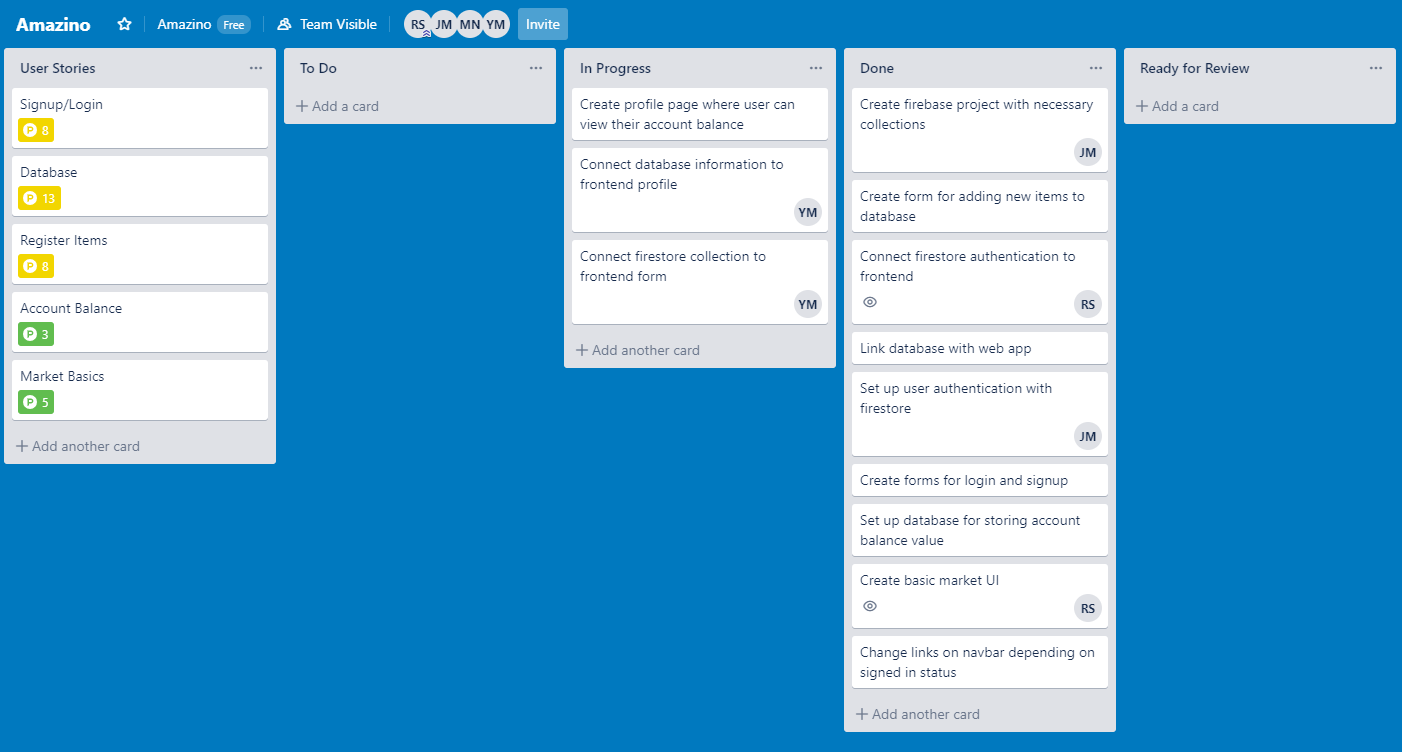 Amazino
Amazino Free
Team Visible
RS JM MN YM
Invite
User Stories
Signup/Login
P 8
Database
P 13
Register Items
P 8
Account Balance
P 3
Market Basics
P 5
+ Add another card
To Do
+ Add a card
In Progress
Create profile page where user can
view their account balance
Connect database information to
frontend profile
YM
Connect firestore collection to
frontend form
YM
+ Add another card
Done
Create firebase project with necessary
collections
JM
Create form for adding new items to
database
Connect firestore authentication to
frontend
RS
Link database with web app
Set up user authentication with
firestore
JM
Create forms for login and signup
Set up database for storing account
balance value
Create basic market UI
RS
Change links on navbar depending on
signed in status
+ Add another card
Ready for Review
+ Add a card